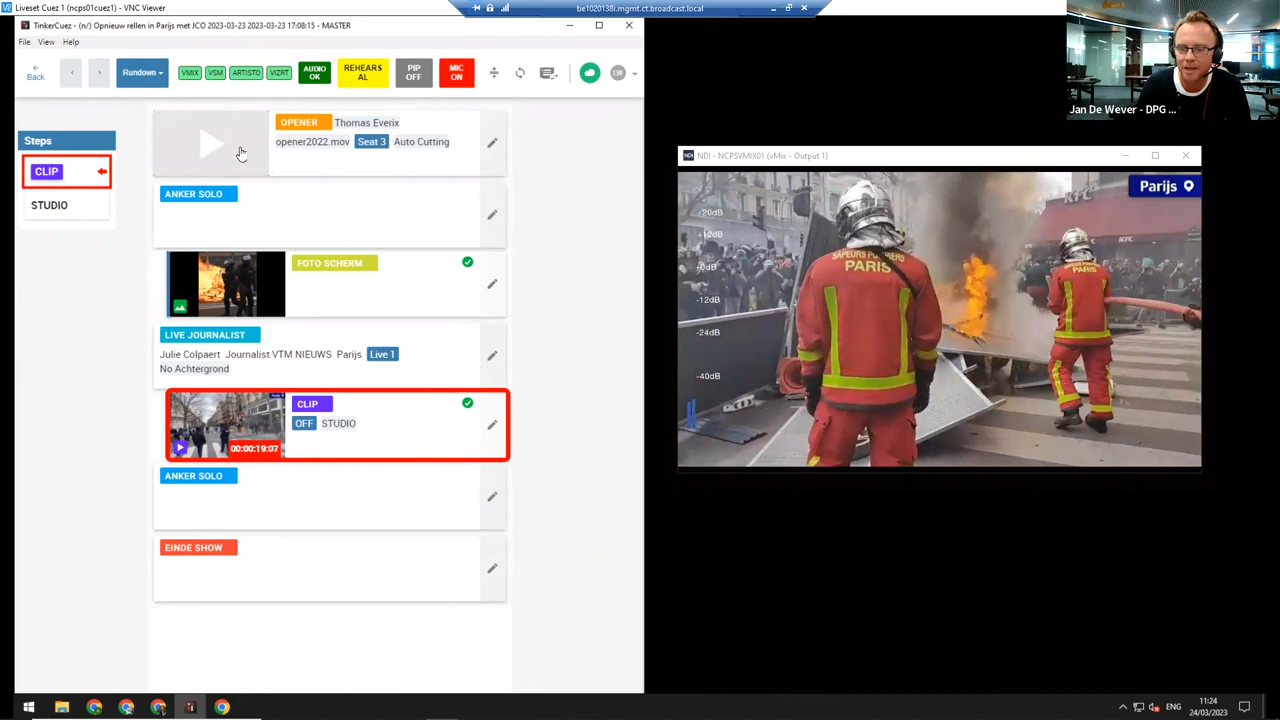 Liveset Cuez 1 (ncps01cuez1) - VNC Viewer
be1020138i.mgmt.ct.broadcast.local
TinkerCuez - (n/) Opnieuw rellen in Parijs met JCO 2023-03-23 2023-03-23 17:08:15 - MASTER
File View Help
Back
Rundown
VMIX
VSM
ARTISTO
VIZRT
AUDIO
OK
REHEARS
AL
PIP
OFF
MIC
ON
LW
Steps
CLIP
STUDIO
OPENER Thomas Everix
opener2022.mov Seat 3 Auto Cutting
ANKER SOLO
FOTO SCHERM
LIVE JOURNALIST
Julie Colpaert Journalist VTM NIEUWS Parijs Live 1
No Achtergrond
CLIP
OFF STUDIO
00:00:19:07
ANKER SOLO
EINDE SHOW
Jan De Wever - DPG ...
NDI - NCPSVMIX01 (vMix - Output 1)
Parijs
+20dB
+12dB
+0dB
-12dB
-24dB
-40dB
KFC
KFC
SAPEURS POMPIERS
PARIS
PARIS
ENG
11:24
24/03/2023